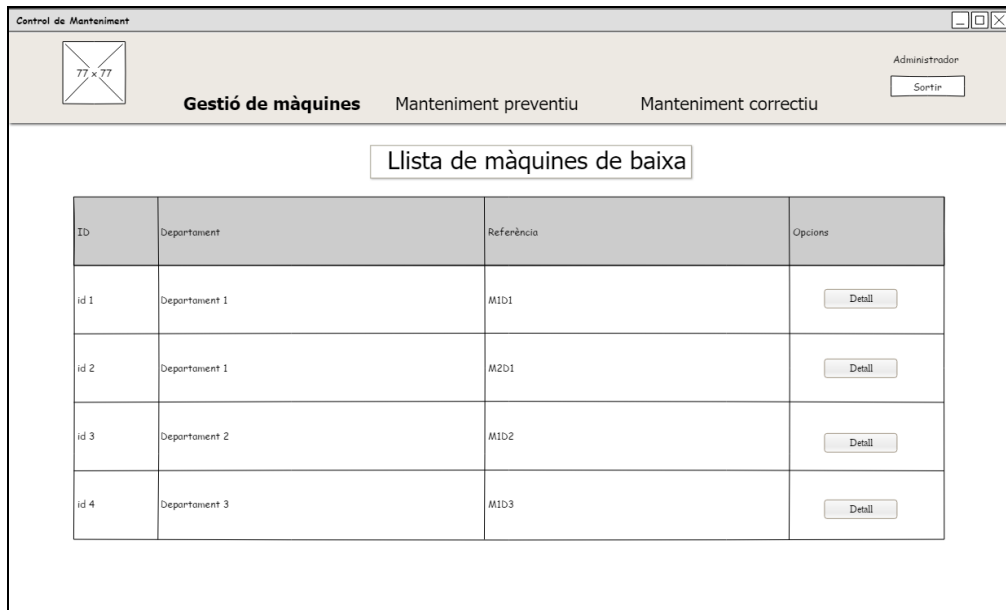 Control de Manteniment
77 x 77
Administrador
Sortir
Gestió de màquines Manteniment preventiu Manteniment correctiu
Llista de màquines de baixa
ID Departament Referència Opcions
id 1 Departament 1 M1D1 Detall
id 2 Departament 1 M2D1 Detall
id 3 Departament 2 M1D2 Detall
id 4 Departament 3 M1D3 Detall